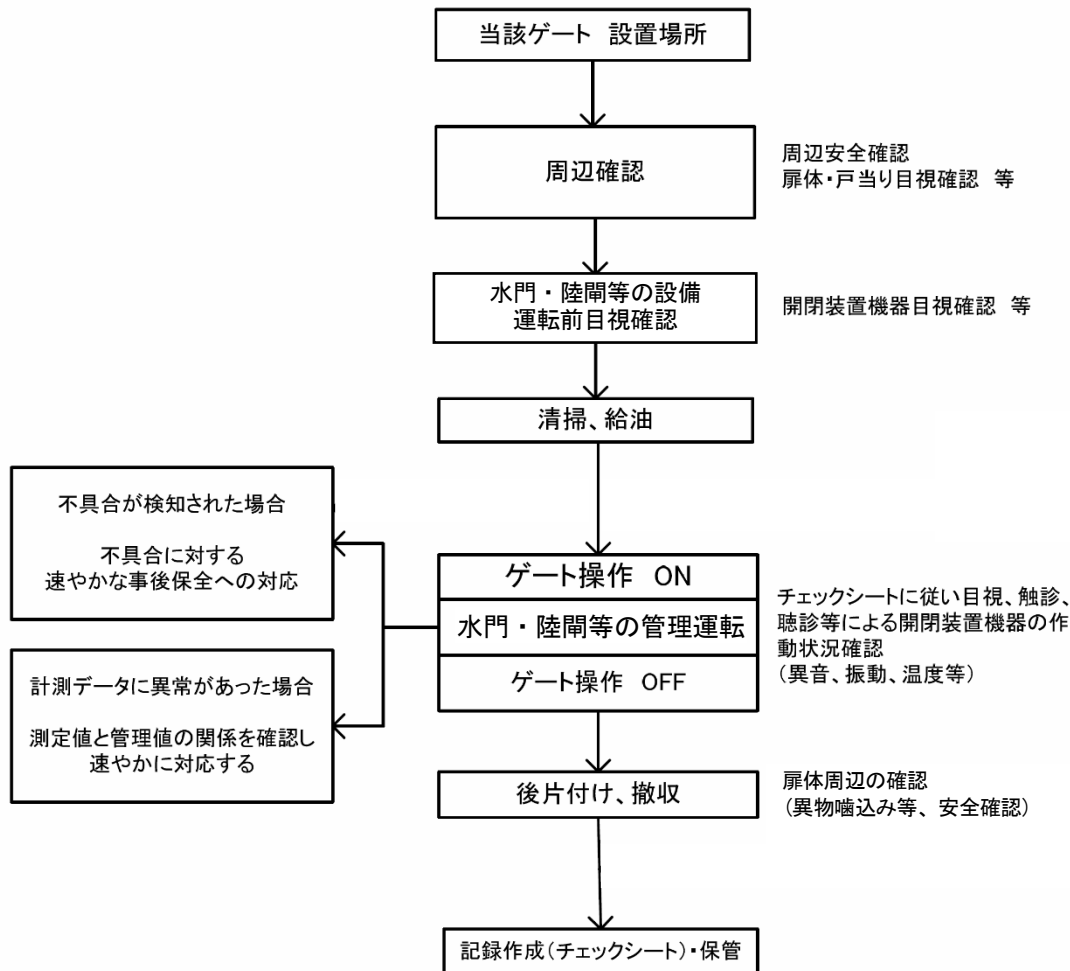 当該ゲート 設置場所
周辺確認
周辺安全確認
扉体・戸当り目視確認 等
水門・陸閘等の設備
運転前目視確認
開閉装置機器目視確認 等
清掃、給油
不具合が検知された場合
不具合に対する
速やかな事後保全への対応
計測データに異常があった場合
測定値と管理値の関係を確認し
速やかに対応する
ゲート操作 ON
水門・陸閘等の管理運転
ゲート操作 OFF
チェックシートに従い目視、触診、
聴診等による開閉装置機器の作
動状況確認
(異音、振動、温度等)
後片付け、撤収
扉体周辺の確認
(異物噛込み等、安全確認)
記録作成(チェックシート)・保管